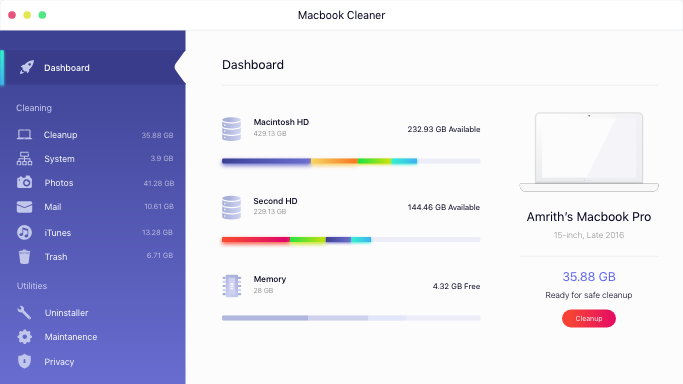 Macbook Cleaner
Dashboard
Cleaning
Cleanup 35.88 GB
System 3.9 GB
Photos 41.28 GB
Mail 10.61 GB
iTunes 13.28 GB
Trash 6.71 GB
Utilities
Uninstaller
Maintanence
Privacy
Dashboard
Macintosh HD
429.13 GB
232.93 GB Available
Second HD
229.13 GB
144.46 GB Available
Memory
28 GB
4.32 GB Free
Amrith's Macbook Pro
15-inch, Late 2016
35.88 GB
Ready for safe cleanup
Cleanup